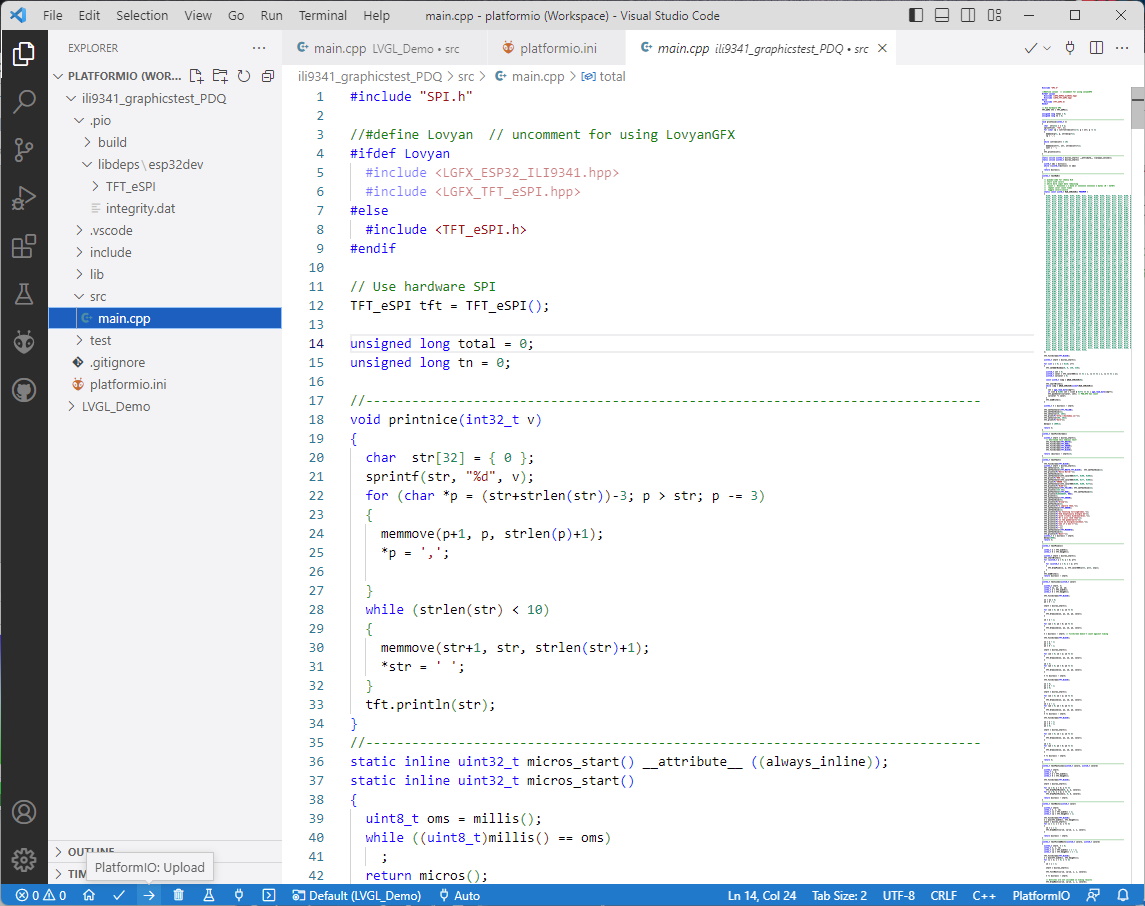 File Edit Selection View Go Run Terminal Help main.cpp - platformio (Workspace) - Visual Studio Code
EXPLORER
PLATFORMIO (WOR...
ili9341_graphicstest_PDQ
.pio
build
libdeps\esp32dev
TFT_eSPI
integrity.dat
.vscode
include
lib
src
main.cpp
test
.gitignore
platformio.ini
LVGL_Demo
OUTLINE
PlatformIO: Upload
main.cpp LVGL_Demo • src
platformio.ini
main.cpp ili9341_graphicstest_PDQ • src
ili9341_graphicstest_PDQ > src > main.cpp > total
1 #include "SPI.h"
2
3 //#define Lovyan // uncomment for using LovyanGFX
4 #ifdef Lovyan
5 #include <LGFX_ESP32_ILI9341.hpp>
6 #include <LGFX_TFT_eSPI.hpp>
7 #else
8 #include <TFT_eSPI.h>
9 #endif
10
11 // Use hardware SPI
12 TFT_eSPI tft = TFT_eSPI();
13
14 unsigned long total = 0;
15 unsigned long tn = 0;
16
17 //--------------------------------------------------------------------------------
18 void printnice(int32_t v)
19 {
20 char str[32] = { 0 };
21 sprintf(str, "%d", v);
22 for (char *p = (str+strlen(str))-3; p > str; p -= 3)
23 {
24 memmove(p+1, p, strlen(p)+1);
25 *p = ',';
26
27 }
28 while (strlen(str) < 10)
29 {
30 memmove(str+1, str, strlen(str)+1);
31 *str = ' ';
32 }
33 tft.println(str);
34 }
35 //--------------------------------------------------------------------------------
36 static inline uint32_t micros_start() __attribute__ ((always_inline));
37 static inline uint32_t micros_start()
38 {
39 uint8_t oms = millis();
40 while ((uint8_t)millis() == oms)
41 ;
42 return micros();
0 0 Default (LVGL_Demo) Auto Ln 14, Col 24 Tab Size: 2 UTF-8 CRLF C++ PlatformIO